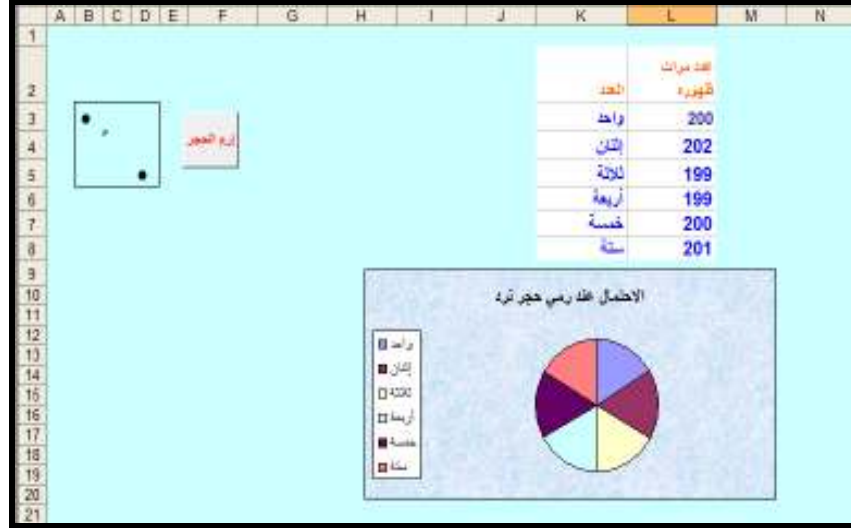 A B C D E F G H I J K L M N
1
2 العدد عدد مرات ظهوره
3 واحد 200
4 إثنان 202
5 ثلاثة 199
6 أربعة 199
7 خمسة 200
8 ستة 201
إرم الحجر
9
10
11
12
13
14
15
16
17
18
19
20
21
الاحتمال عند رمي حجر نرد
واحد
إثنان
ثلاثة
أربعة
خمسة
ستة